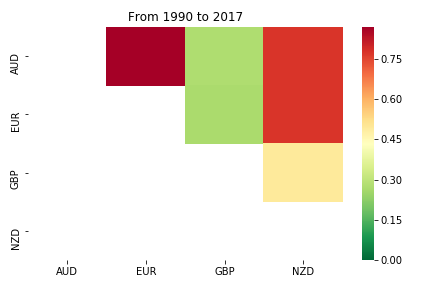 From 1990 to 2017
AUD
EUR
GBP
NZD
AUD
EUR
GBP
NZD
0.75
0.60
0.45
0.30
0.15
0.00